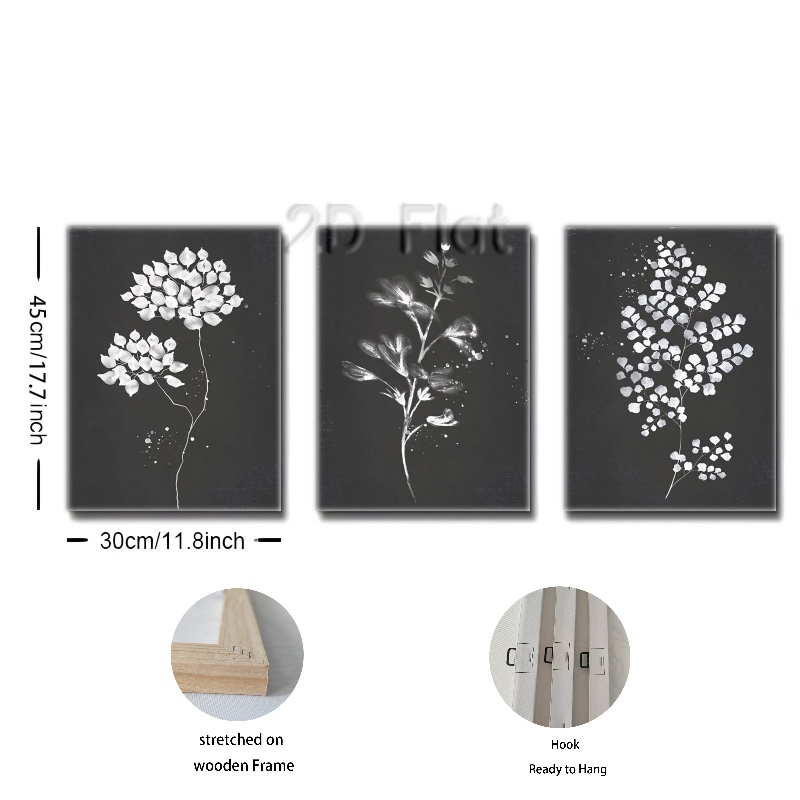 2D Flat
45cm/17.7inch
30cm/11.8inch
stretched on
wooden Frame
Hook
Ready to Hang